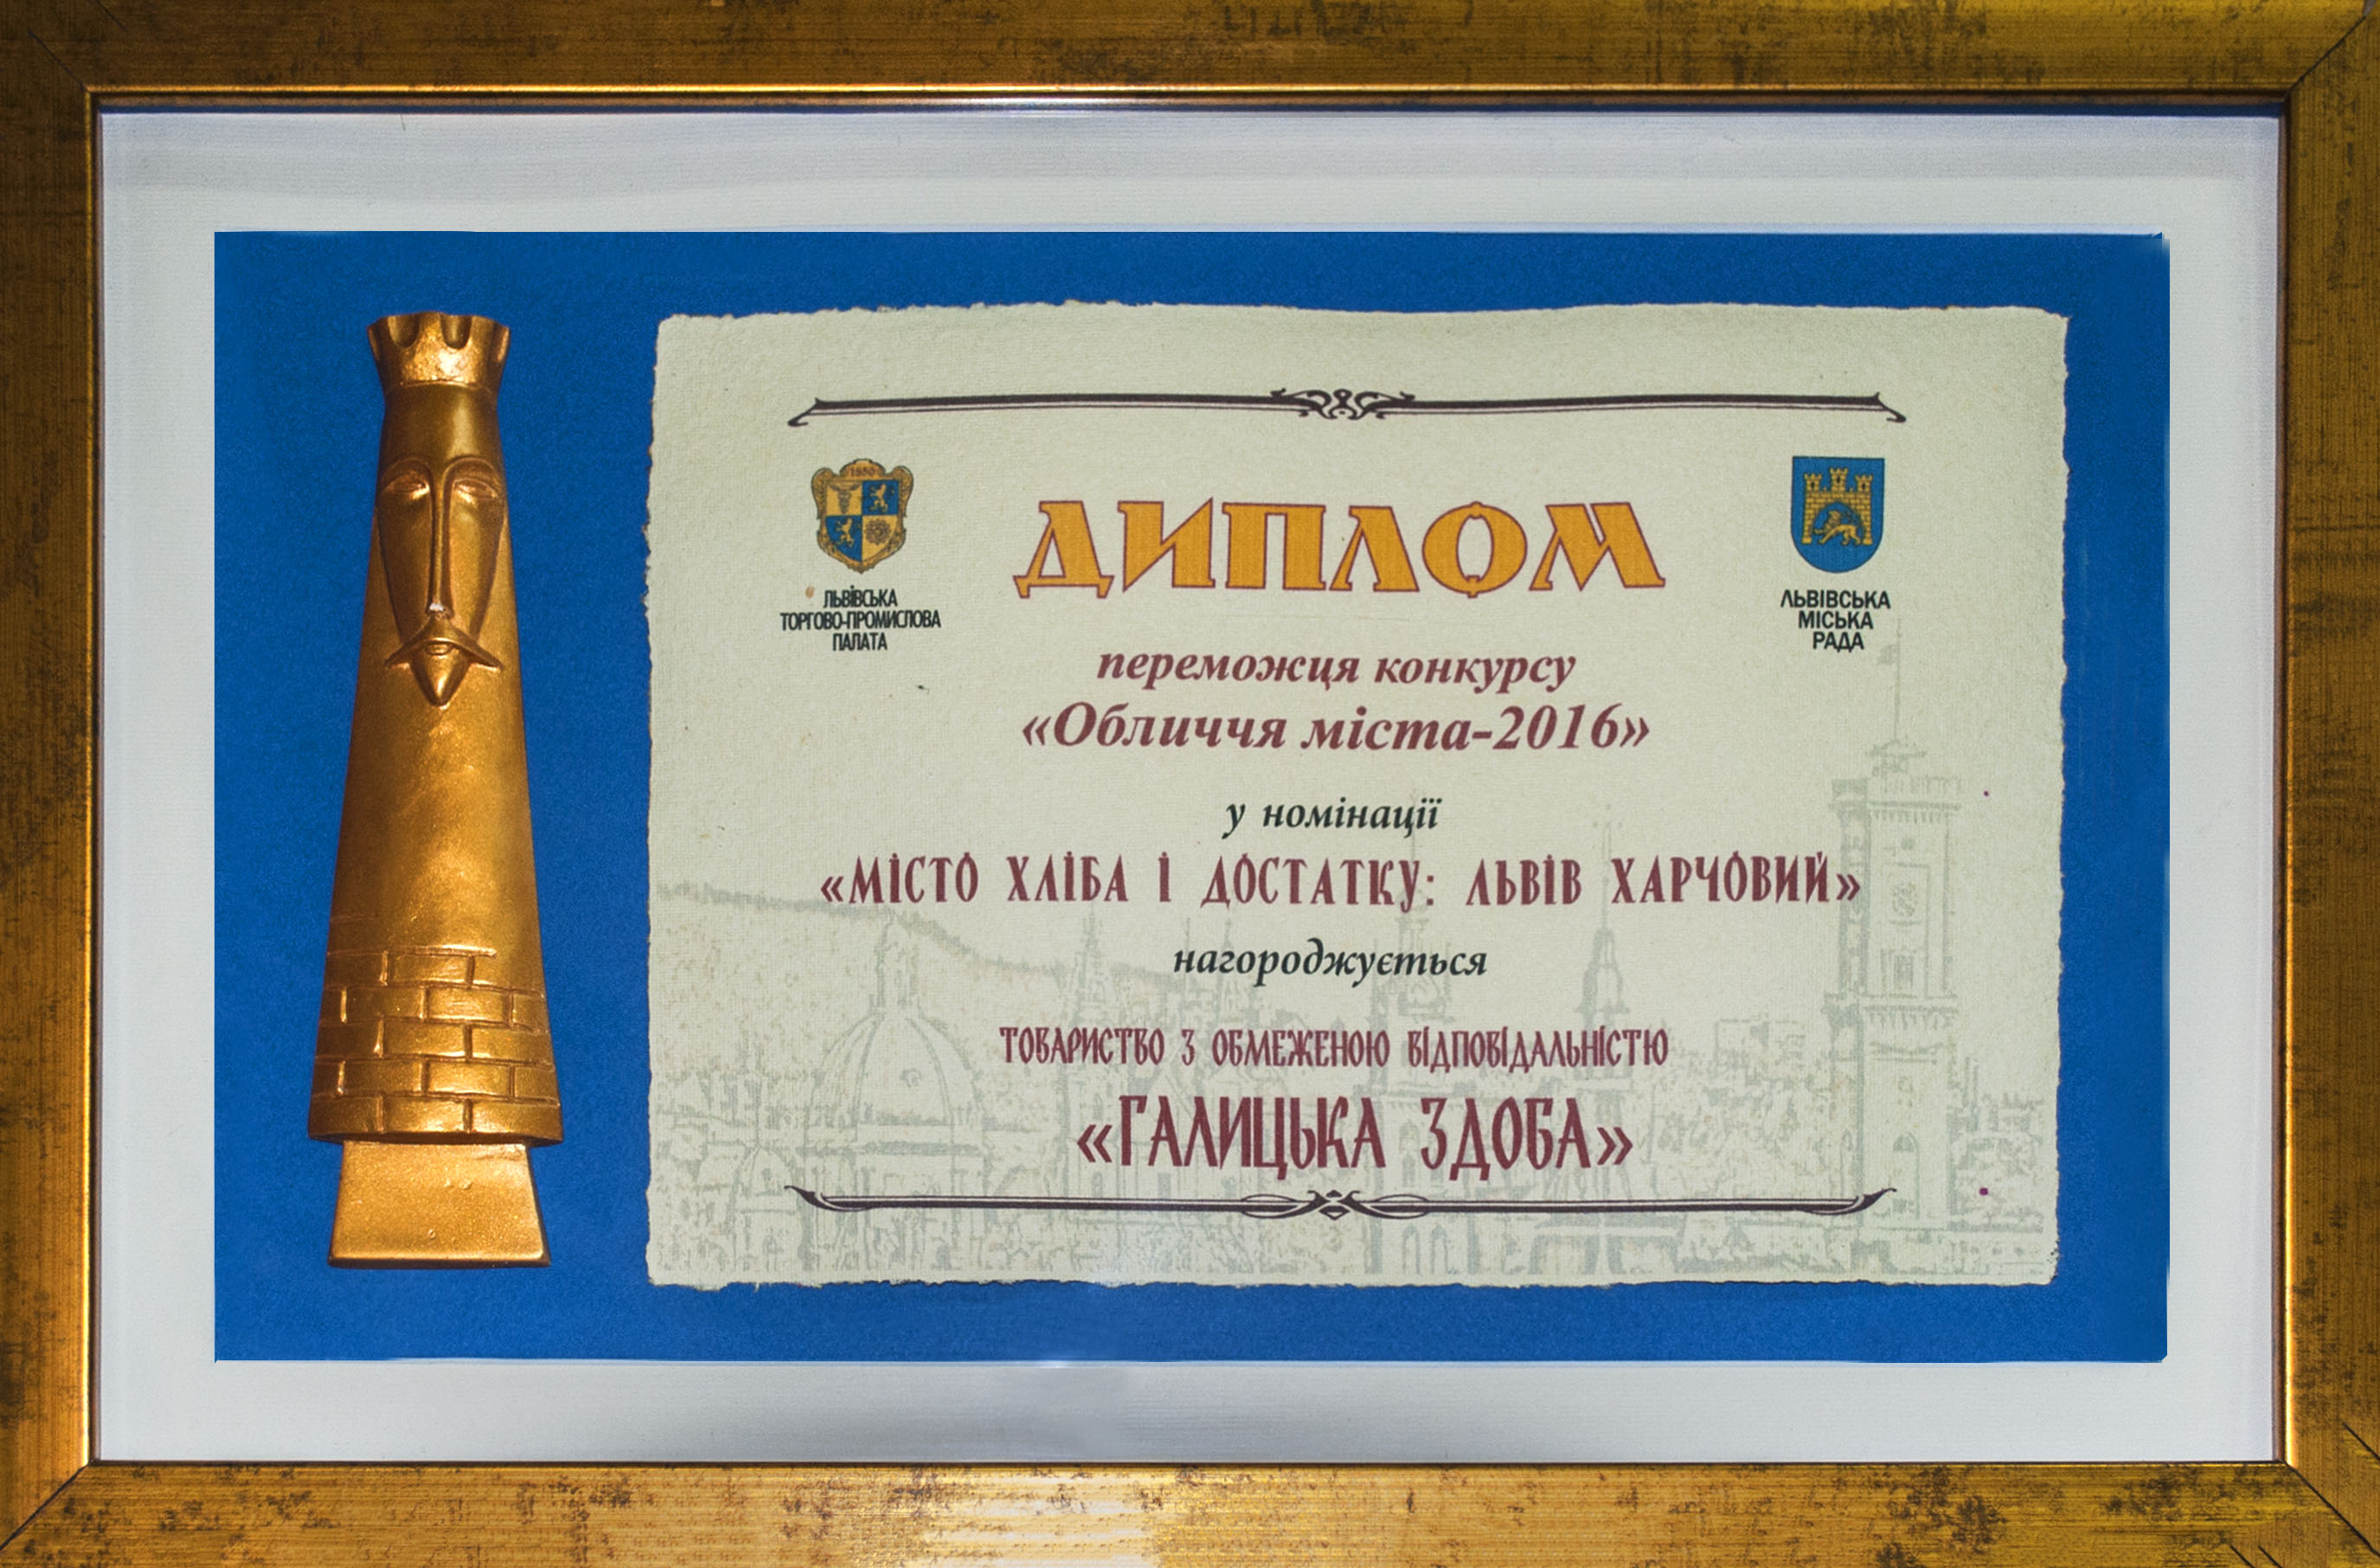 1850
ЛЬВІВСЬКА
ТОРГОВО-ПРОМИСЛОВА
ПАЛАТА
ДИПЛОМ
ЛЬВІВСЬКА
МІСЬКА
РАДА
переможця конкурсу
«Обличчя міста-2016»
у номінації
«МІСТО ХЛІБА І ДОСТАТКУ: ЛЬВІВ ХАРЧОВИЙ»
нагороджується
ТОВАРИСТВО З ОБМЕЖЕНОЮ ВІДПОВІДАЛЬНІСТЮ
«ГАЛИЦЬКА ЗДОБА»